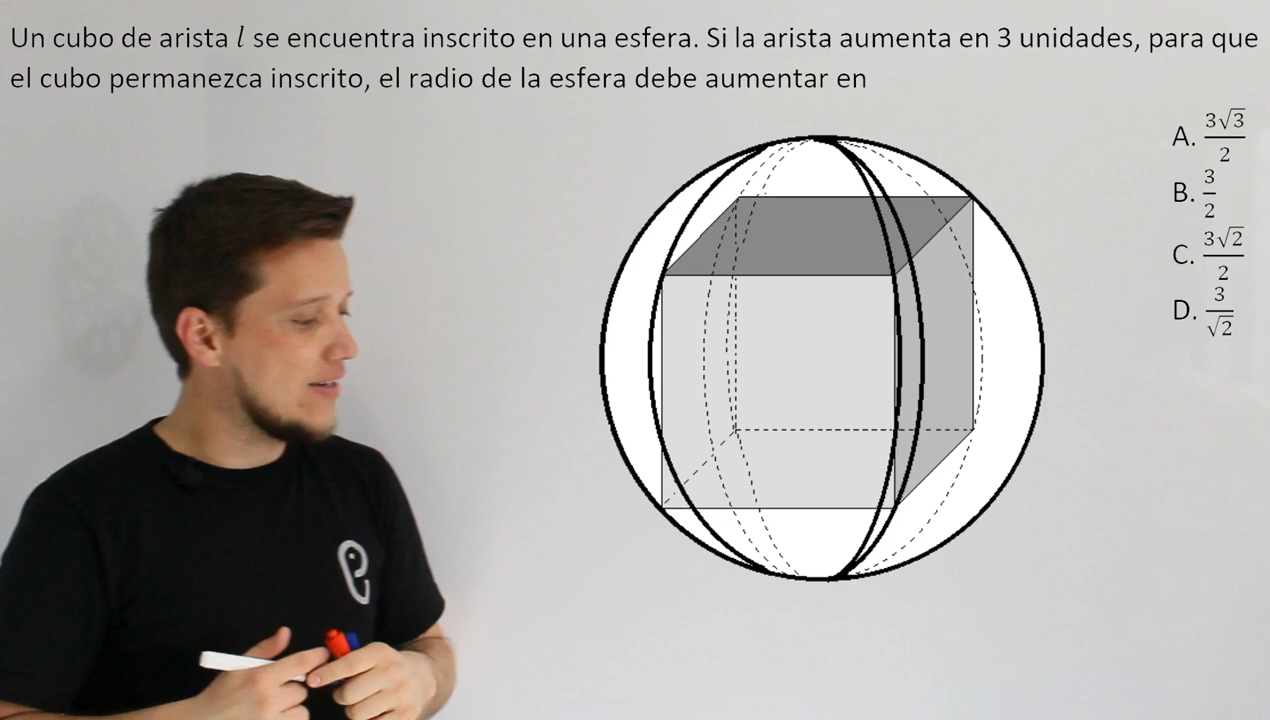 Un cubo de arista l se encuentra inscrito en una esfera. Si la arista aumenta en 3 unidades, para que
el cubo permanezca inscrito, el radio de la esfera debe aumentar en
A. 3√3/2
B. 3/2
C. 3√2/2
D. 3/√2